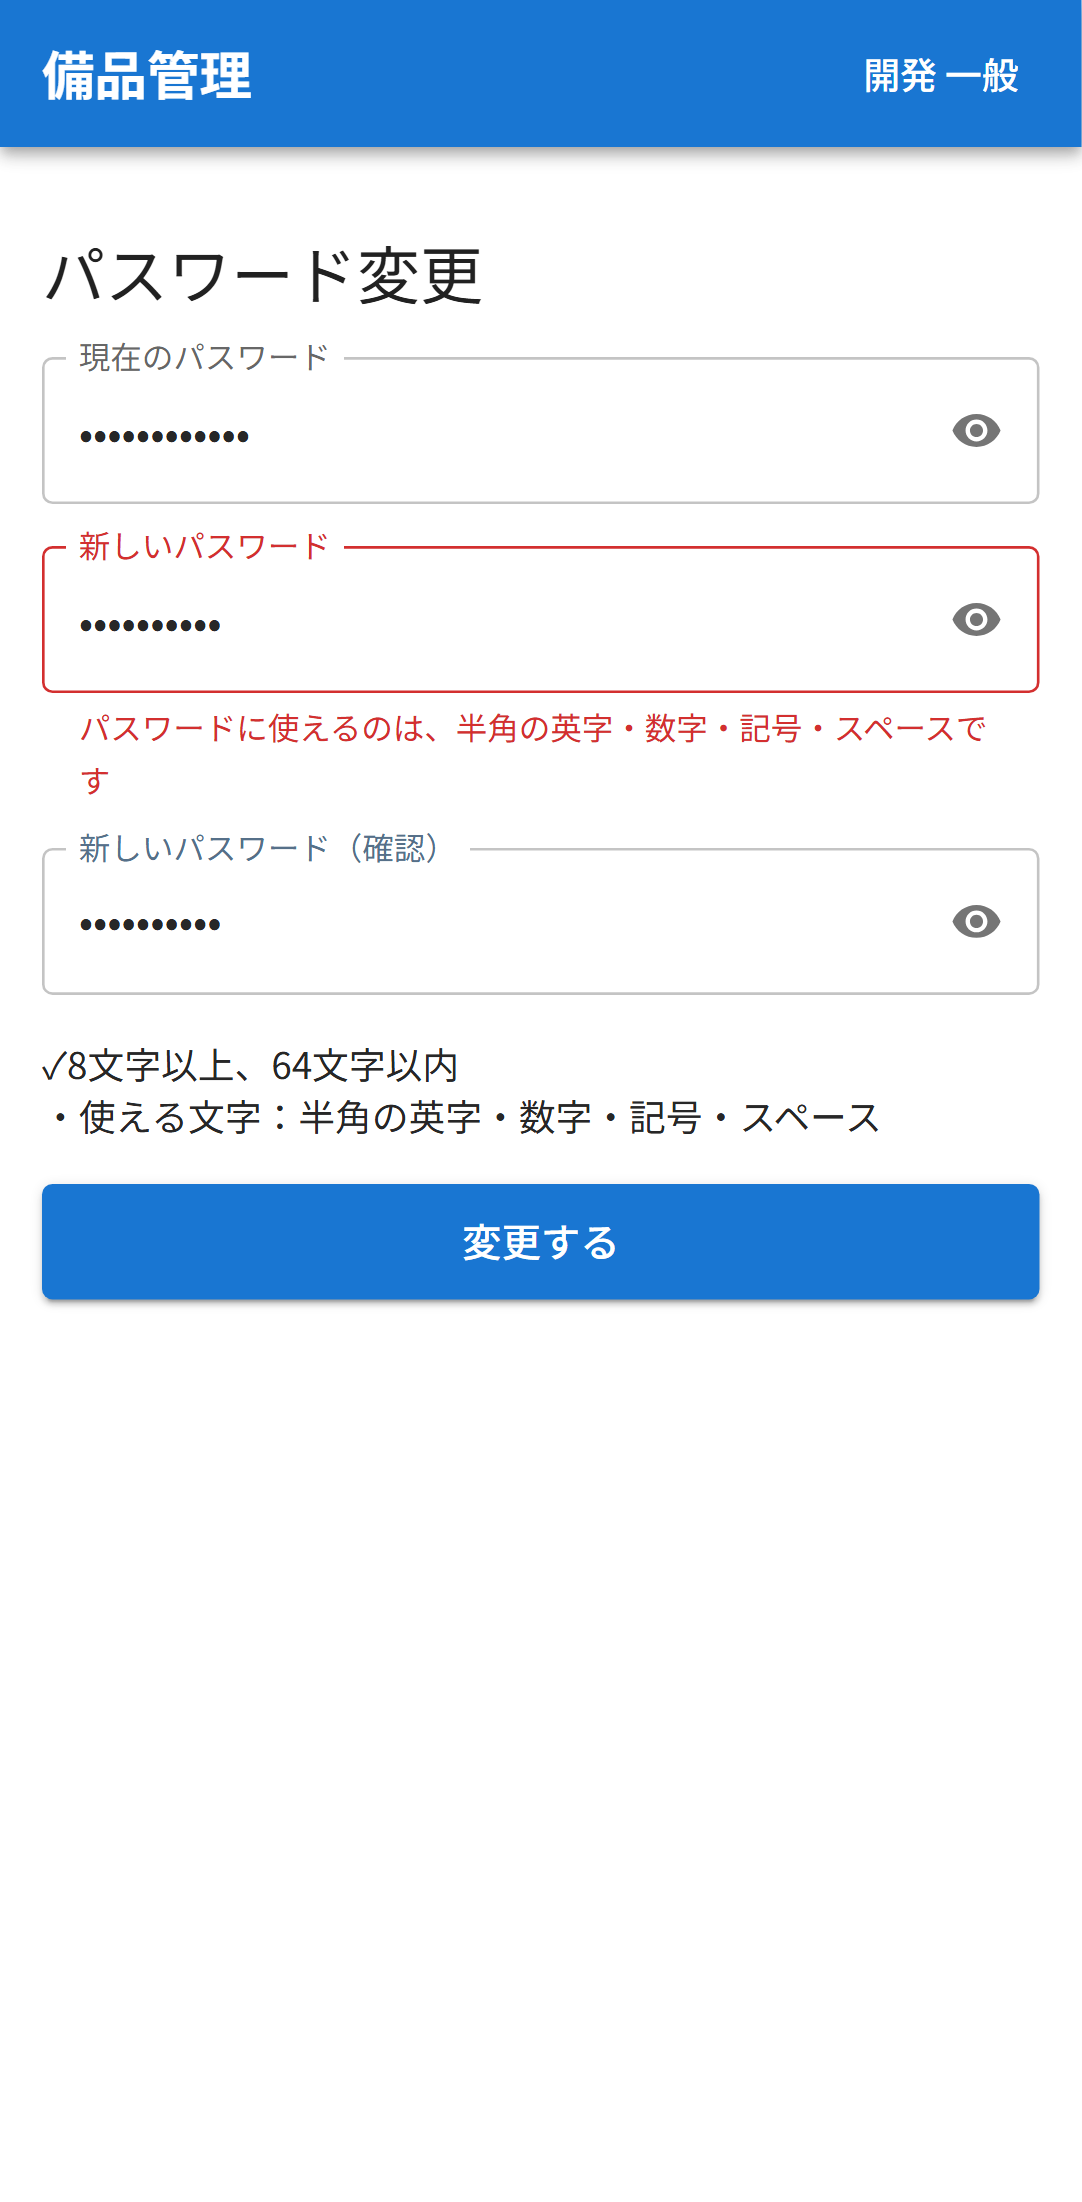 備品管理
開発 一般
パスワード変更
現在のパスワード
••••••••••••
新しいパスワード
••••••••••
パスワードに使えるのは、半角の英字・数字・記号・スペースで
す
新しいパスワード（確認）
••••••••••
✓8文字以上、64文字以内
・使える文字：半角の英字・数字・記号・スペース
変更する